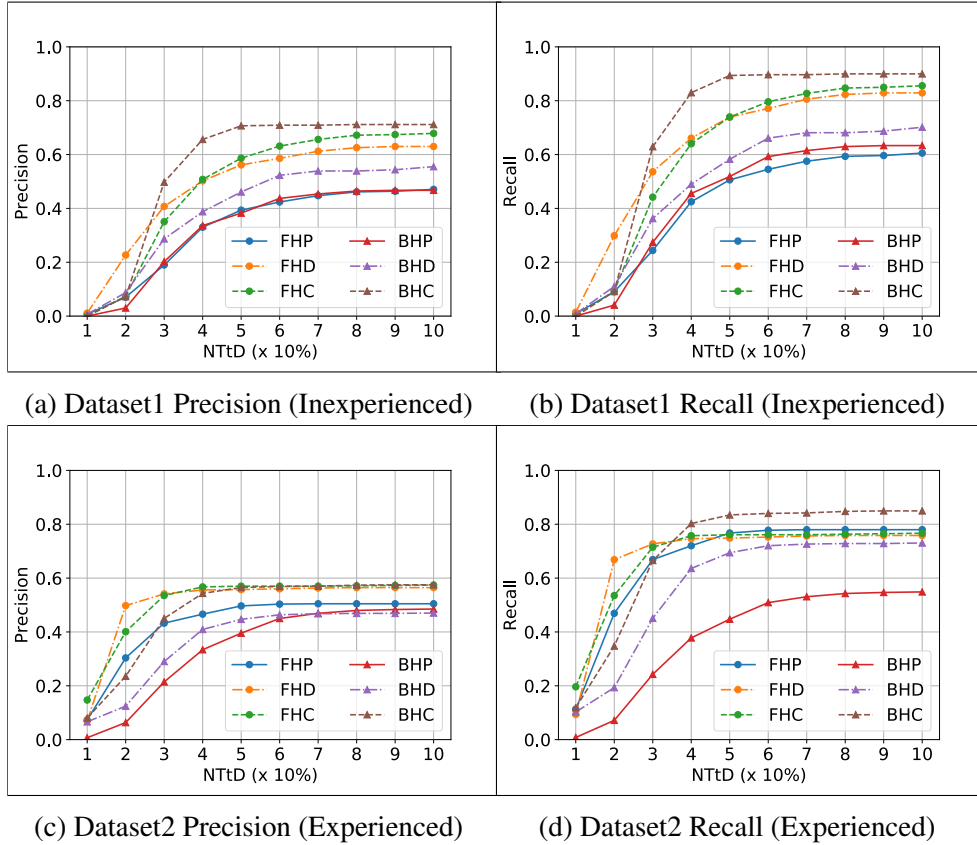 1.0
0.8
0.6
0.4
0.2
0.0
Precision
FHP BHP
FHD BHD
FHC BHC
1 2 3 4 5 6 7 8 9 10
NTtD (x 10%)
(a) Dataset1 Precision (Inexperienced)
1.0
0.8
0.6
0.4
0.2
0.0
Recall
FHP BHP
FHD BHD
FHC BHC
1 2 3 4 5 6 7 8 9 10
NTtD (x 10%)
(b) Dataset1 Recall (Inexperienced)
1.0
0.8
0.6
0.4
0.2
0.0
Precision
FHP BHP
FHD BHD
FHC BHC
1 2 3 4 5 6 7 8 9 10
NTtD (x 10%)
(c) Dataset2 Precision (Experienced)
1.0
0.8
0.6
0.4
0.2
0.0
Recall
FHP BHP
FHD BHD
FHC BHC
1 2 3 4 5 6 7 8 9 10
NTtD (x 10%)
(d) Dataset2 Recall (Experienced)